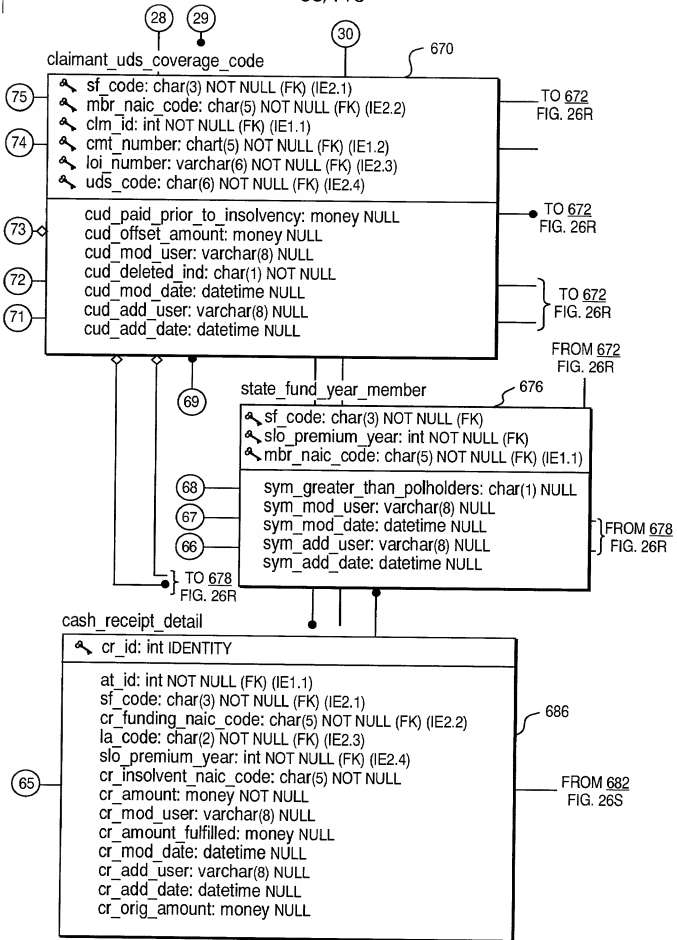 28
29
30
claimant_uds_coverage_code
670
sf_code: char(3) NOT NULL (FK) (IE2.1)
mbr_naic_code: char(5) NOT NULL (FK) (IE2.2)
clm_id: int NOT NULL (FK) (IE1.1)
cmt_number: chart(5) NOT NULL (FK) (IE1.2)
loi_number: varchar(6) NOT NULL (FK) (IE2.3)
uds_code: char(6) NOT NULL (FK) (IE2.4)
75
74
TO 672
FIG. 26R
cud_paid_prior_to_insolvency: money NULL
cud_offset_amount: money NULL
cud_mod_user: varchar(8) NULL
cud_deleted_ind: char(1) NOT NULL
cud_mod_date: datetime NULL
cud_add_user: varchar(8) NULL
cud_add_date: datetime NULL
73
72
71
TO 672
FIG. 26R
TO 672
FIG. 26R
FROM 672
FIG. 26R
69
state_fund_year_member
676
sf_code: char(3) NOT NULL (FK)
slo_premium_year: int NOT NULL (FK)
mbr_naic_code: char(5) NOT NULL (FK) (IE1.1)
68
67
66
sym_greater_than_polholders: char(1) NULL
sym_mod_user: varchar(8) NULL
sym_mod_date: datetime NULL
sym_add_user: varchar(8) NULL
sym_add_date: datetime NULL
FROM 678
FIG. 26R
TO 678
FIG. 26R
cash_receipt_detail
cr_id: int IDENTITY
686
at_id: int NOT NULL (FK) (IE1.1)
sf_code: char(3) NOT NULL (FK) (IE2.1)
cr_funding_naic_code: char(5) NOT NULL (FK) (IE2.2)
la_code: char(2) NOT NULL (FK) (IE2.3)
slo_premium_year: int NOT NULL (FK) (IE2.4)
cr_insolvent_naic_code: char(5) NOT NULL
cr_amount: money NOT NULL
cr_mod_user: varchar(8) NULL
cr_amount_fulfilled: money NULL
cr_mod_date: datetime NULL
cr_add_user: varchar(8) NULL
cr_add_date: datetime NULL
cr_orig_amount: money NULL
65
FROM 682
FIG. 26S